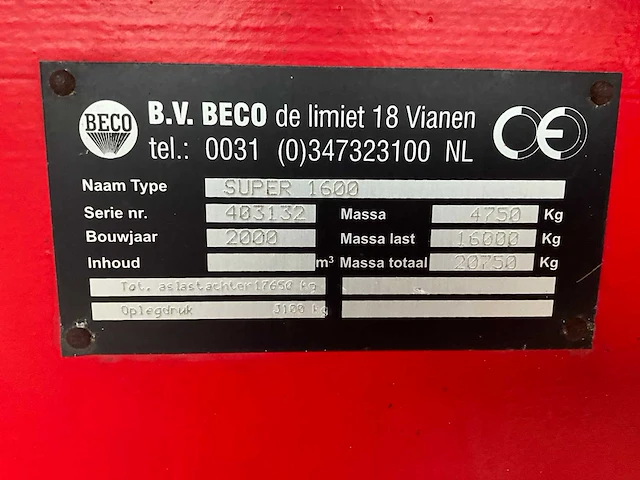 BECO B.V. BECO de limiet 18 Vianen CE
tel.: 0031 (0)347323100 NL
Naam Type SUPER 1600
Serie nr. 403132 Massa 4750 Kg
Bouwjaar 2000 Massa last 16000 Kg
Inhoud m³ Massa totaal 20750 Kg
Tot. aslastachter17650 kg
Oplegdruk 3100 kg